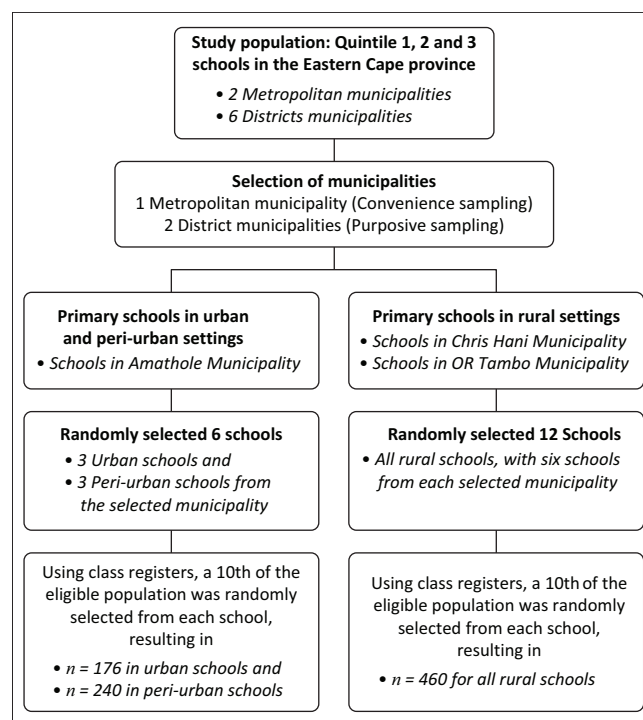 Study population: Quintile 1, 2 and 3
schools in the Eastern Cape province
• 2 Metropolitan municipalities
• 6 Districts municipalities
Selection of municipalities
1 Metropolitan municipality (Convenience sampling)
2 District municipalities (Purposive sampling)
Primary schools in urban
and peri-urban settings
• Schools in Amathole Municipality
Primary schools in rural settings
• Schools in Chris Hani Municipality
• Schools in OR Tambo Municipality
Randomly selected 6 schools
• 3 Urban schools and
• 3 Peri-urban schools from
the selected municipality
Randomly selected 12 Schools
• All rural schools, with six schools
from each selected municipality
Using class registers, a 10th of the
eligible population was randomly
selected from each school,
resulting in
• n = 176 in urban schools and
• n = 240 in peri-urban schools
Using class registers, a 10th of the
eligible population was randomly
selected from each school,
resulting in
• n = 460 for all rural schools